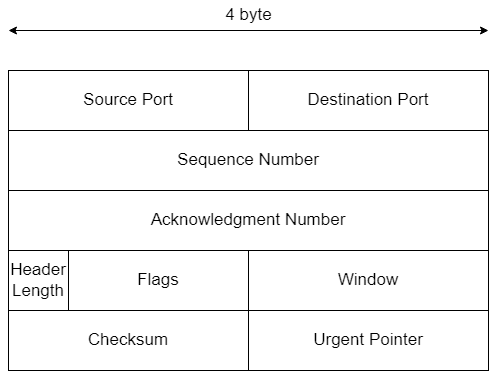 4 byte
Source Port
Destination Port
Sequence Number
Acknowledgment Number
Header
Length
Flags
Window
Checksum
Urgent Pointer